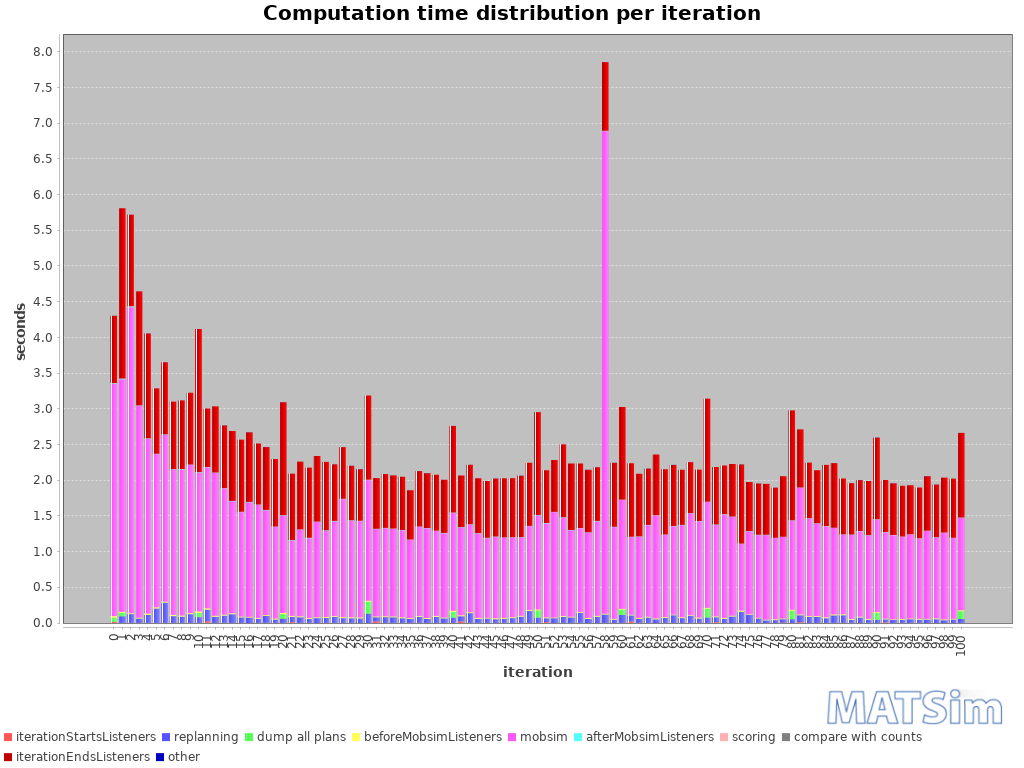 Computation time distribution per iteration
8.0
7.5
7.0
6.5
6.0
5.5
5.0
4.5
4.0
3.5
3.0
2.5
2.0
1.5
1.0
0.5
0.0
seconds
0 1 2 3 4 5 6 7 8 9 10 11 12 13 14 15 16 17 18 19 20 21 22 23 24 25 26 27 28 29 30 31 32 33 34 35 36 37 38 39 40 41 42 43 44 45 46 47 48 49 50 51 52 53 54 55 56 57 58 59 60 61 62 63 64 65 66 67 68 69 70 71 72 73 74 75 76 77 78 79 80 81 82 83 84 85 86 87 88 89 90 91 92 93 94 95 96 97 98 99 100
iteration
MATSim
iterationStartsListeners replanning dump all plans beforeMobsimListeners mobsim afterMobsimListeners scoring compare with counts
iterationEndsListeners other